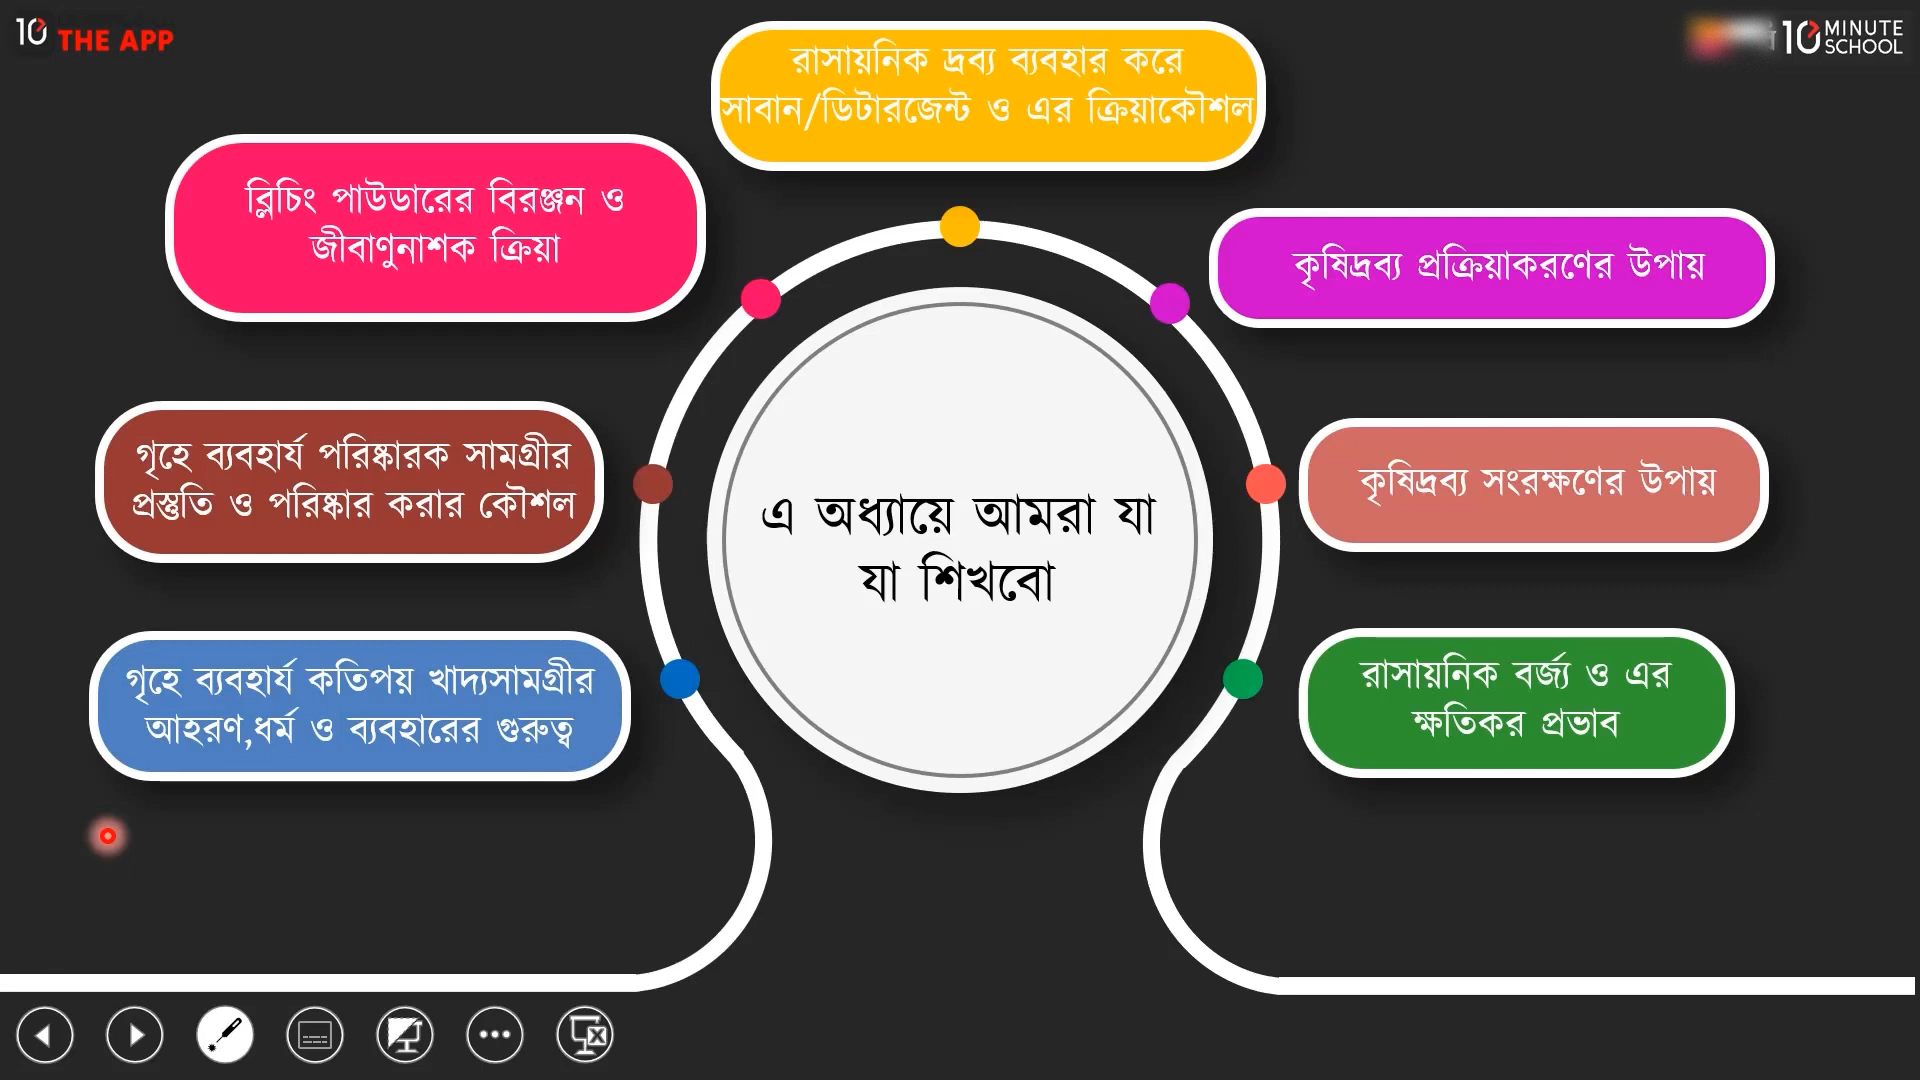 10 THE APP
10 MINUTE
SCHOOL
রাসায়নিক দ্রব্য ব্যবহার করে
সাবান/ডিটারজেন্ট ও এর ক্রিয়াকৌশল
ব্লিচিং পাউডারের বিরঞ্জন ও
জীবাণুনাশক ক্রিয়া
কৃষিদ্রব্য প্রক্রিয়াকরণের উপায়
গৃহে ব্যবহার্য পরিষ্কারক সামগ্রীর
প্রস্তুতি ও পরিষ্কার করার কৌশল
কৃষিদ্রব্য সংরক্ষণের উপায়
এ অধ্যায়ে আমরা যা
যা শিখবো
গৃহে ব্যবহার্য কতিপয় খাদ্যসামগ্রীর
আহরণ,ধর্ম ও ব্যবহারের গুরুত্ব
রাসায়নিক বর্জ্য ও এর
ক্ষতিকর প্রভাব